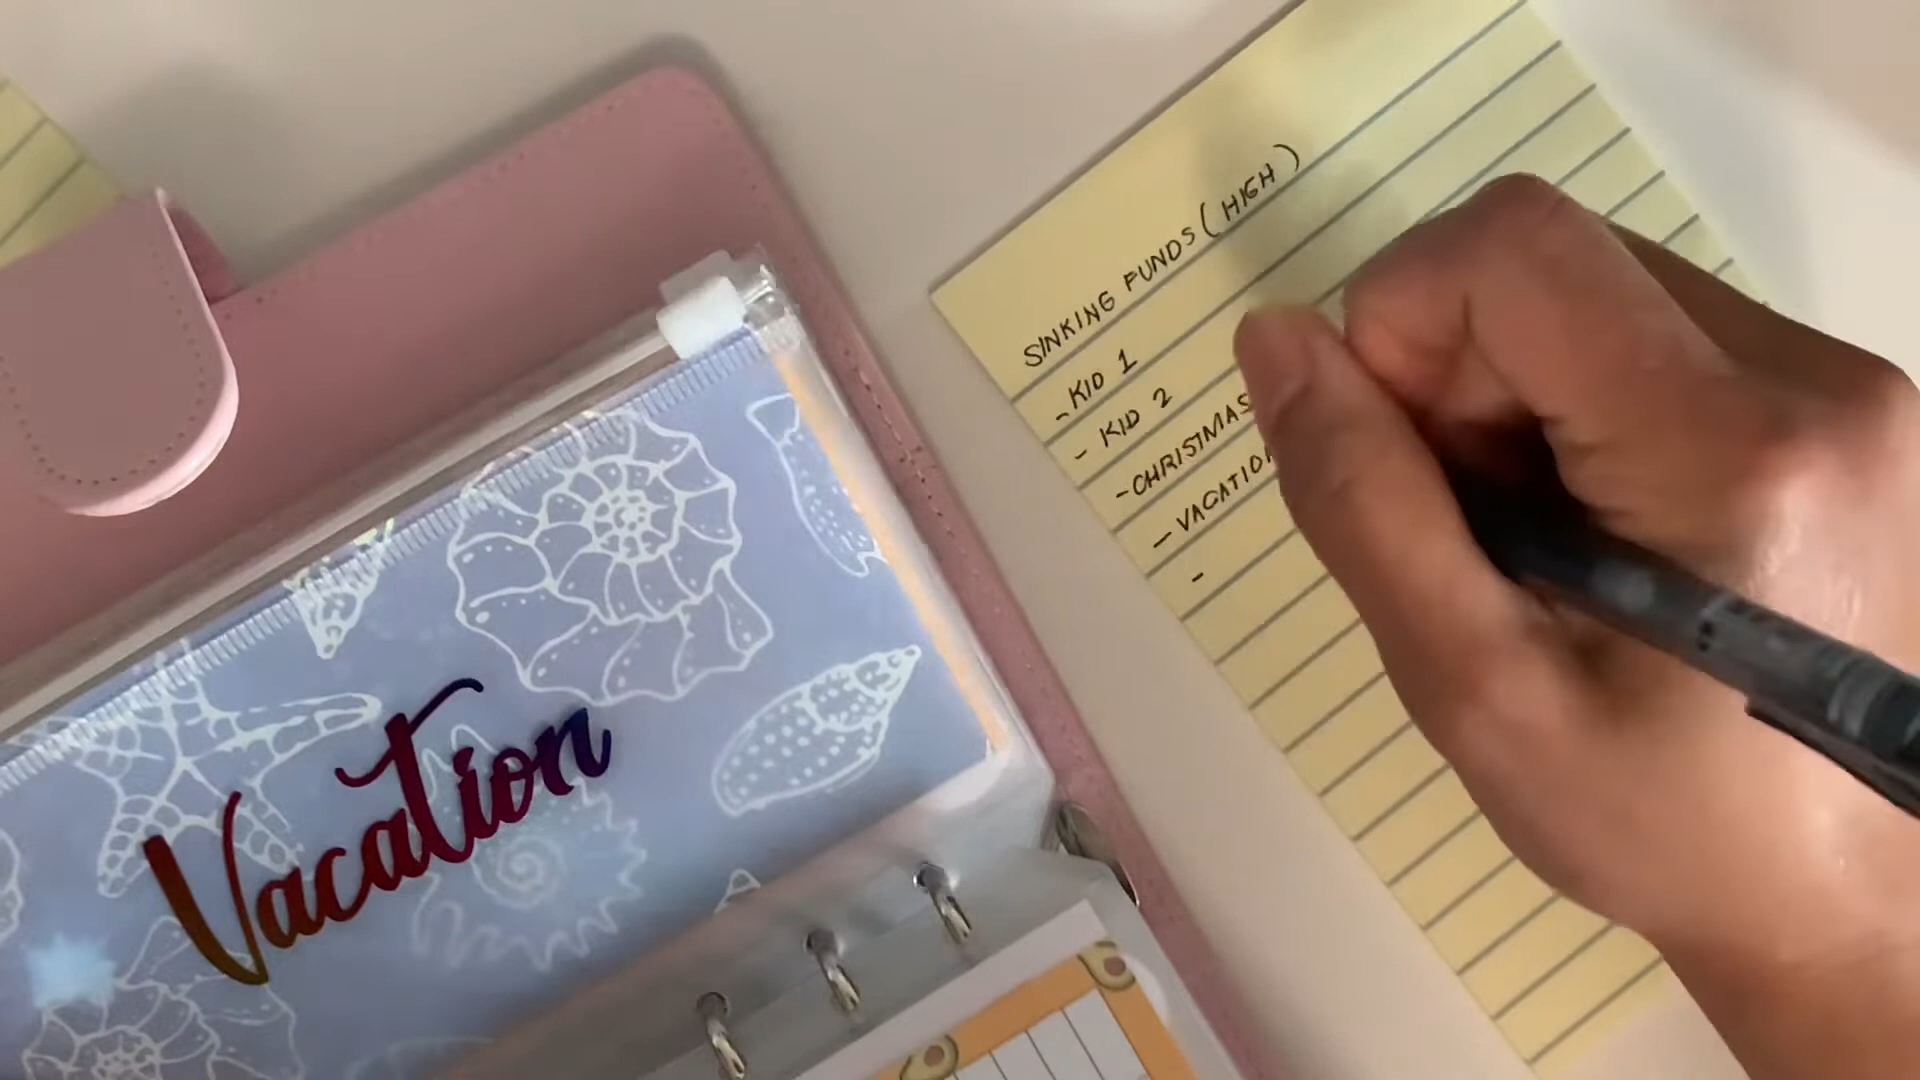 SINKING FUNDS (HIGH)
- KID 1
- KID 2
- CHRISTMAS
- VACATION
-
Vacation